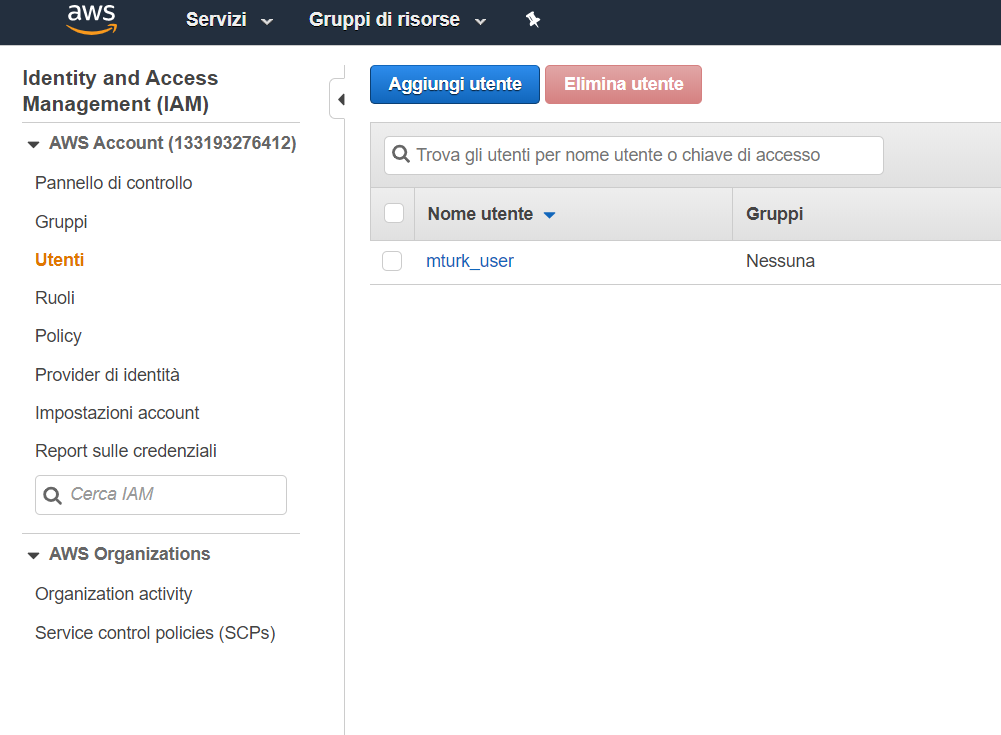 aws Servizi Gruppi di risorse
Identity and Access
Management (IAM)
AWS Account (133193276412)
Pannello di controllo
Gruppi
Utenti
Ruoli
Policy
Provider di identità
Impostazioni account
Report sulle credenziali
Cerca IAM
AWS Organizations
Organization activity
Service control policies (SCPs)
Aggiungi utente Elimina utente
Trova gli utenti per nome utente o chiave di accesso
Nome utente Gruppi
mturk_user Nessuna